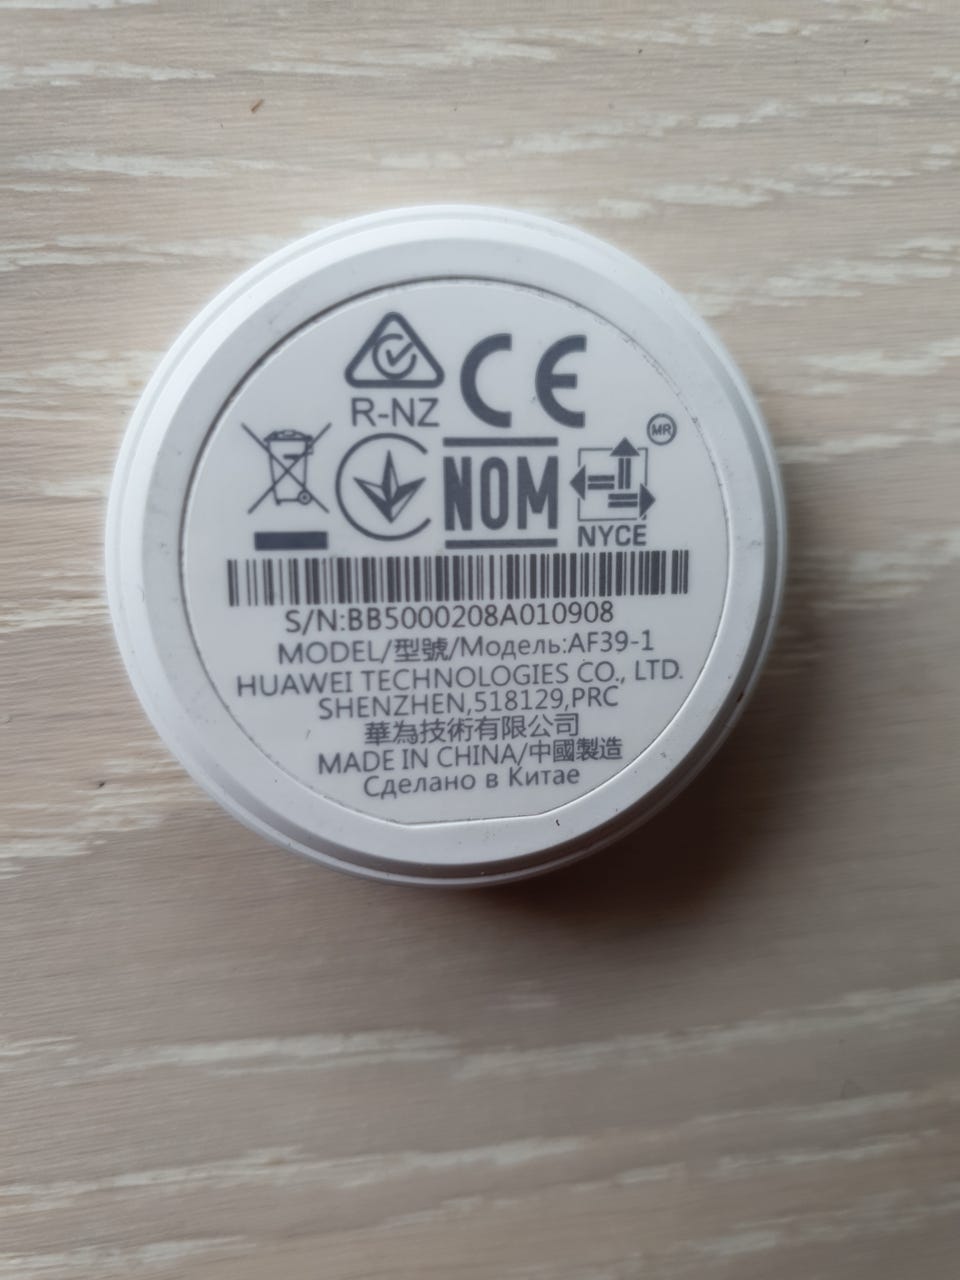 R-NZ
CE
NOM
MR
NYCE
S/N:BB5000208A010908
MODEL/型號/Модель:AF39-1
HUAWEI TECHNOLOGIES CO., LTD.
SHENZHEN,518129,PRC
華為技術有限公司
MADE IN CHINA/中國製造
Сделано в Китае